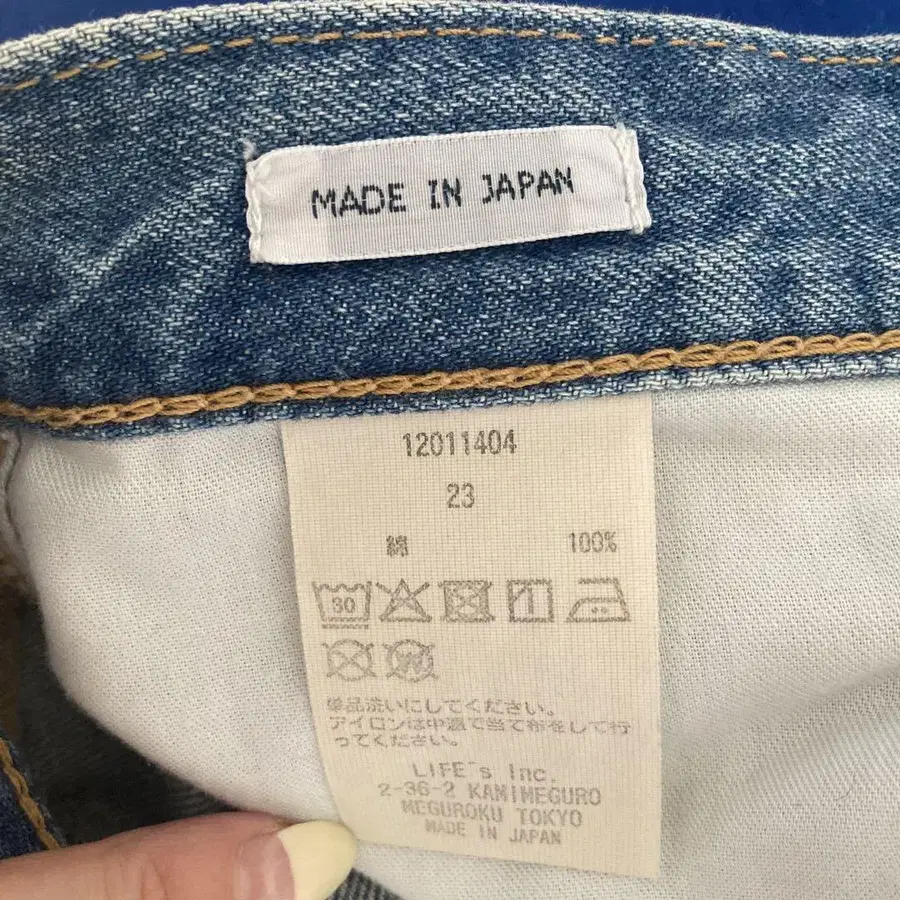 MADE IN JAPAN
12011404
23
綿 100%
30
単品洗いにしてください。
アイロンは中温で当て布をして行
ってください。
LIFE's Inc.
2-36-2 KAMIMEGURO
MEGUROKU TOKYO
MADE IN JAPAN